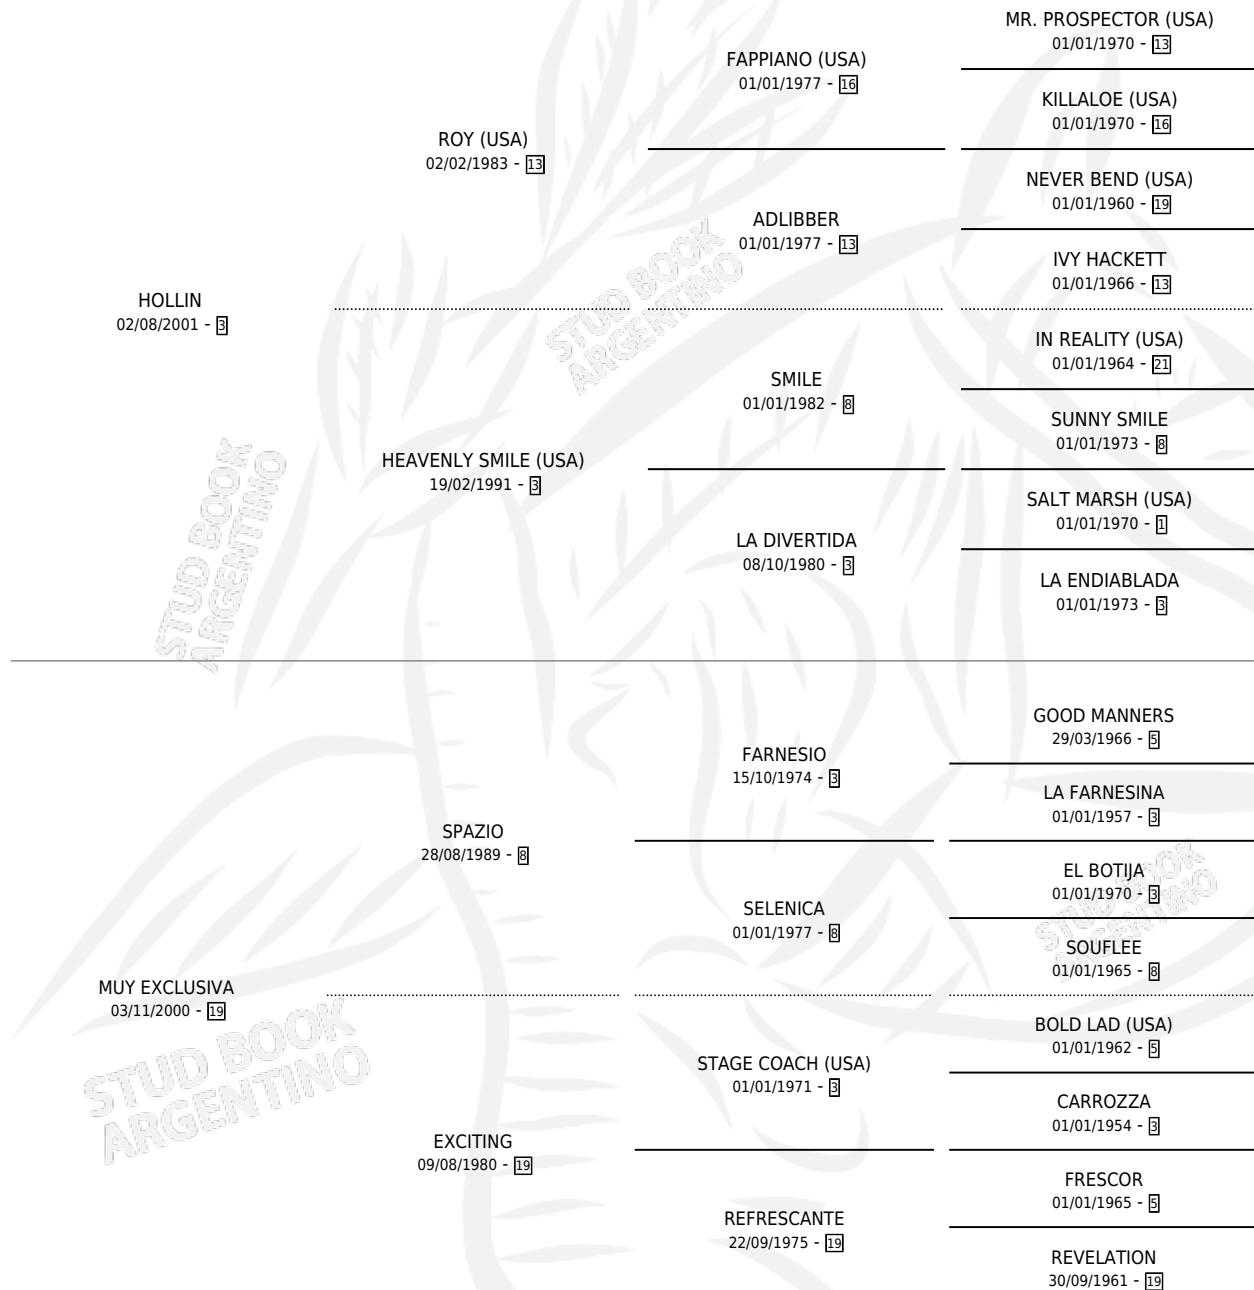 MR. PROSPECTOR (USA)
01/01/1970 - 13
FAPPIANO (USA)
01/01/1977 - 16
KILLALOE (USA)
01/01/1970 - 16
ROY (USA)
02/02/1983 - 13
NEVER BEND (USA)
01/01/1960 - 19
ADLIBBER
01/01/1977 - 13
IVY HACKETT
01/01/1966 - 13
HOLLIN
02/08/2001 - 3
IN REALITY (USA)
01/01/1964 - 21
SMILE
01/01/1982 - 8
SUNNY SMILE
01/01/1973 - 8
HEAVENLY SMILE (USA)
19/02/1991 - 3
SALT MARSH (USA)
01/01/1970 - 1
LA DIVERTIDA
08/10/1980 - 3
LA ENDIABLADA
01/01/1973 - 3
GOOD MANNERS
29/03/1966 - 5
FARNESIO
15/10/1974 - 3
LA FARNESINA
01/01/1957 - 3
SPAZIO
28/08/1989 - 8
EL BOTIJA
01/01/1970 - 3
SELENICA
01/01/1977 - 8
SOUFLEE
01/01/1965 - 8
MUY EXCLUSIVA
03/11/2000 - 19
BOLD LAD (USA)
01/01/1962 - 5
STAGE COACH (USA)
01/01/1971 - 3
CARROZZA
01/01/1954 - 3
EXCITING
09/08/1980 - 19
FRESCOR
01/01/1965 - 5
REFRESCANTE
22/09/1975 - 19
REVELATION
30/09/1961 - 19
STUD BOOK
ARGENTINO
STUD BOOK
ARGENTINO
STUD BOOK
ARGENTINO
STUD BOOK
ARGENTINO